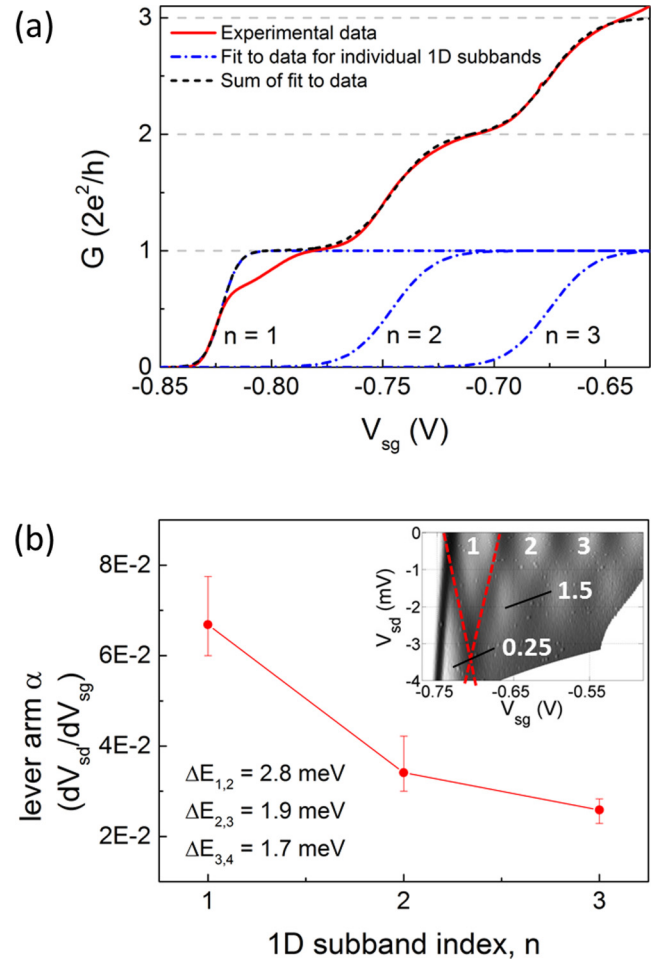 (a)
3
2
1
0
G (2e²/h)
Experimental data
Fit to data for individual 1D subbands
Sum of fit to data
n = 1
n = 2
n = 3
-0.85
-0.80
-0.75
-0.70
-0.65
V_sg (V)
(b)
8E-2
6E-2
4E-2
2E-2
lever arm α
(dV_sd/dV_sg)
ΔE_1,2 = 2.8 meV
ΔE_2,3 = 1.9 meV
ΔE_3,4 = 1.7 meV
0
-1
-2
-3
-4
V_sd (mV)
1
2
3
1.5
0.25
-0.75
-0.65
-0.55
V_sg (V)
1
2
3
1D subband index, n